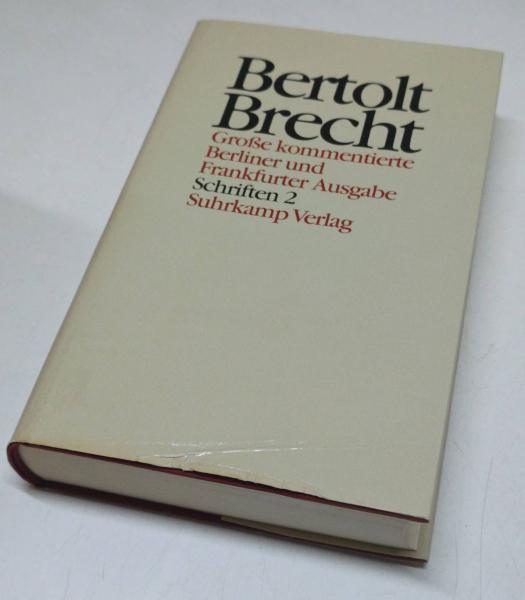 Bertolt
Brecht
Große kommentierte
Berliner und
Frankfurter Ausgabe
Schriften 2
Suhrkamp Verlag